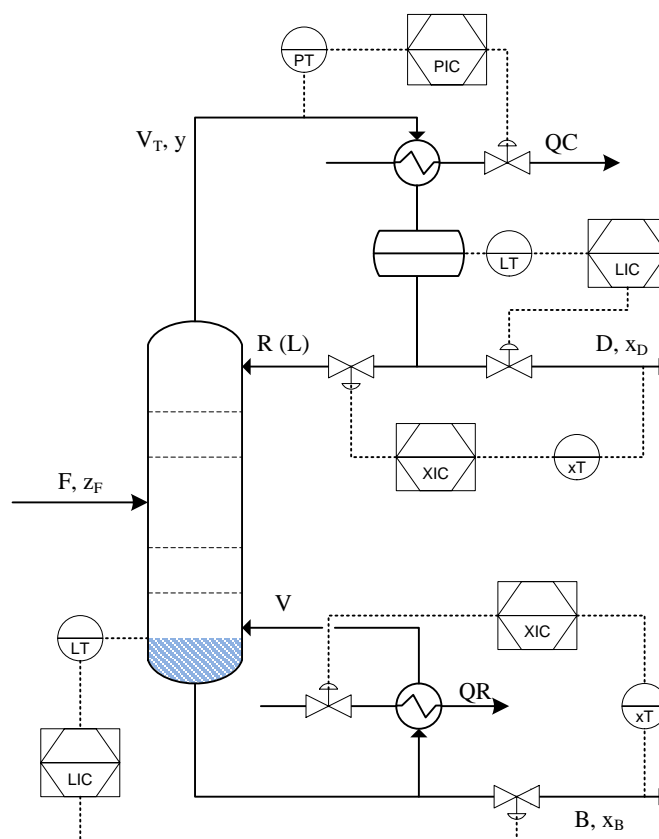 PT
PIC
V_T, y
QC
LT
LIC
R (L)
D, x_D
XIC
xT
F, z_F
V
XIC
LT
QR
xT
LIC
B, x_B